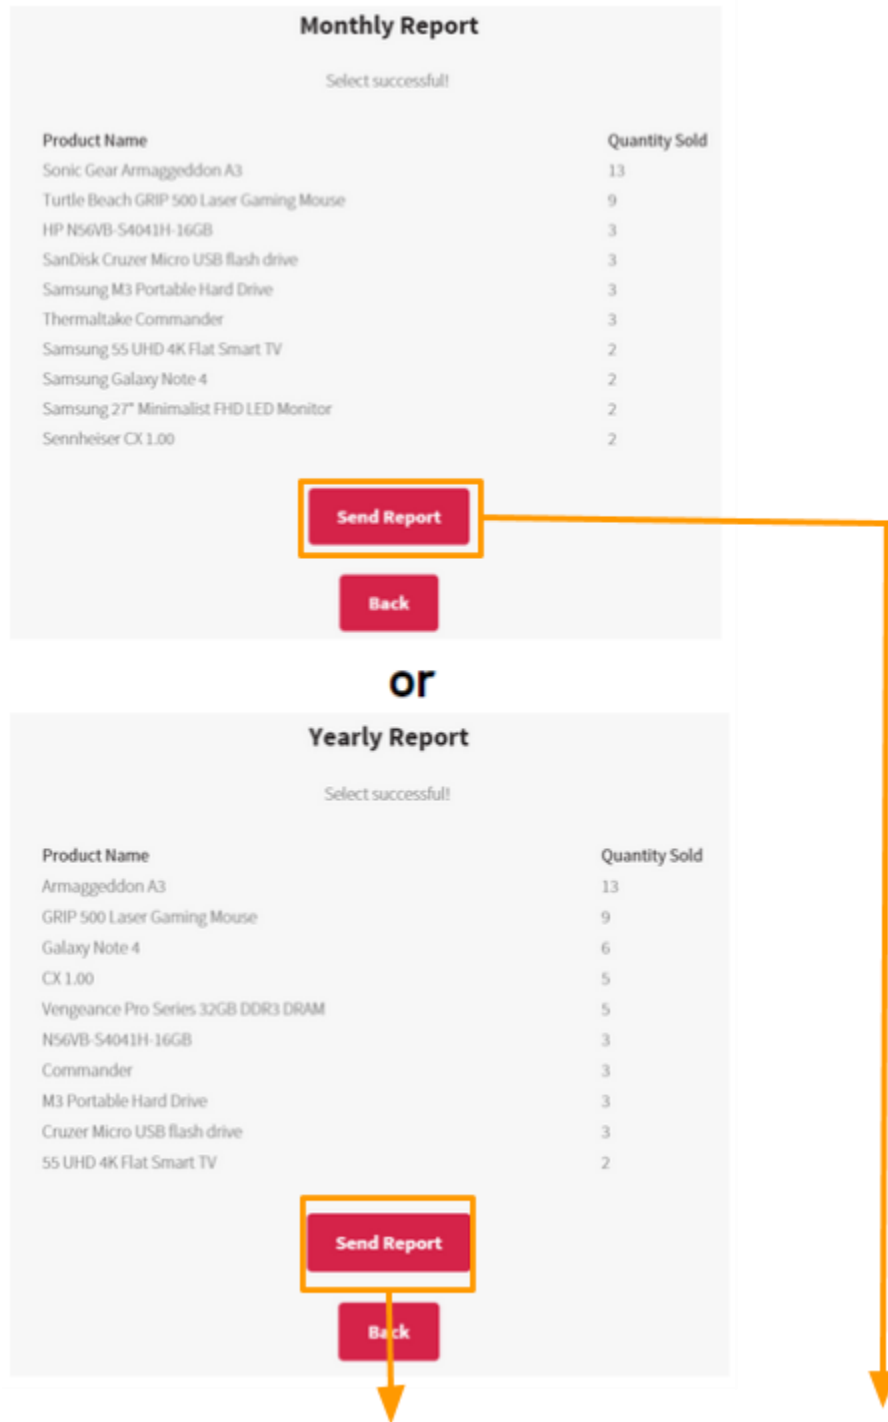 Monthly Report
Select successful!
Product Name Quantity Sold
Sonic Gear Armaggeddon A3 13
Turtle Beach GRIP 500 Laser Gaming Mouse 9
HP N56VB-S4041H-16GB 3
SanDisk Cruzer Micro USB flash drive 3
Samsung M3 Portable Hard Drive 3
Thermaltake Commander 3
Samsung 55 UHD 4K Flat Smart TV 2
Samsung Galaxy Note 4 2
Samsung 27" Minimalist FHD LED Monitor 2
Sennheiser CX 1.00 2
Send Report
Back
or
Yearly Report
Select successful!
Product Name Quantity Sold
Armaggeddon A3 13
GRIP 500 Laser Gaming Mouse 9
Galaxy Note 4 6
CX 1.00 5
Vengeance Pro Series 32GB DDR3 DRAM 5
N56VB-S4041H-16GB 3
Commander 3
M3 Portable Hard Drive 3
Cruzer Micro USB flash drive 3
55 UHD 4K Flat Smart TV 2
Send Report
Back